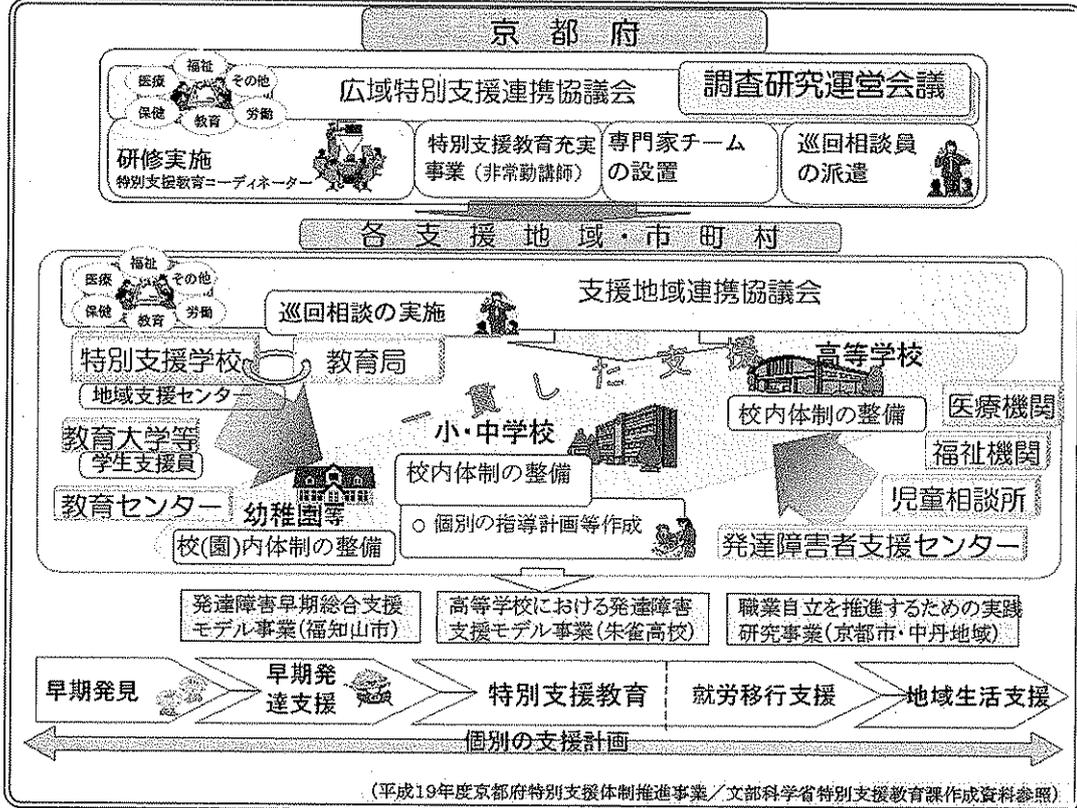 京都府
福祉
医療
その他
保健
教育
労働
広域特別支援連携協議会
調査研究運営会議
研修実施
特別支援教育コーディネーター
特別支援教育充実
事業（非常勤講師）
専門家チーム
の設置
巡回相談員
の派遣
各支援地域・市町村
福祉
医療
その他
保健
教育
労働
巡回相談の実施
支援地域連携協議会
特別支援学校
教育局
地域支援センター
一貫した支援
高等学校
校内体制の整備
医療機関
教育大学等
学生支援員
小・中学校
校内体制の整備
福祉機関
教育センター
幼稚園等
校(園)内体制の整備
○ 個別の指導計画等作成
児童相談所
発達障害者支援センター
発達障害早期総合支援
モデル事業(福知山市)
高等学校における発達障害
支援モデル事業(朱雀高校)
職業自立を推進するための実践
研究事業(京都市・中丹地域)
早期発見
早期発
達支援
特別支援教育
就労移行支援
地域生活支援
個別の支援計画
（平成19年度京都府特別支援体制推進事業／文部科学省特別支援教育課作成資料参照）